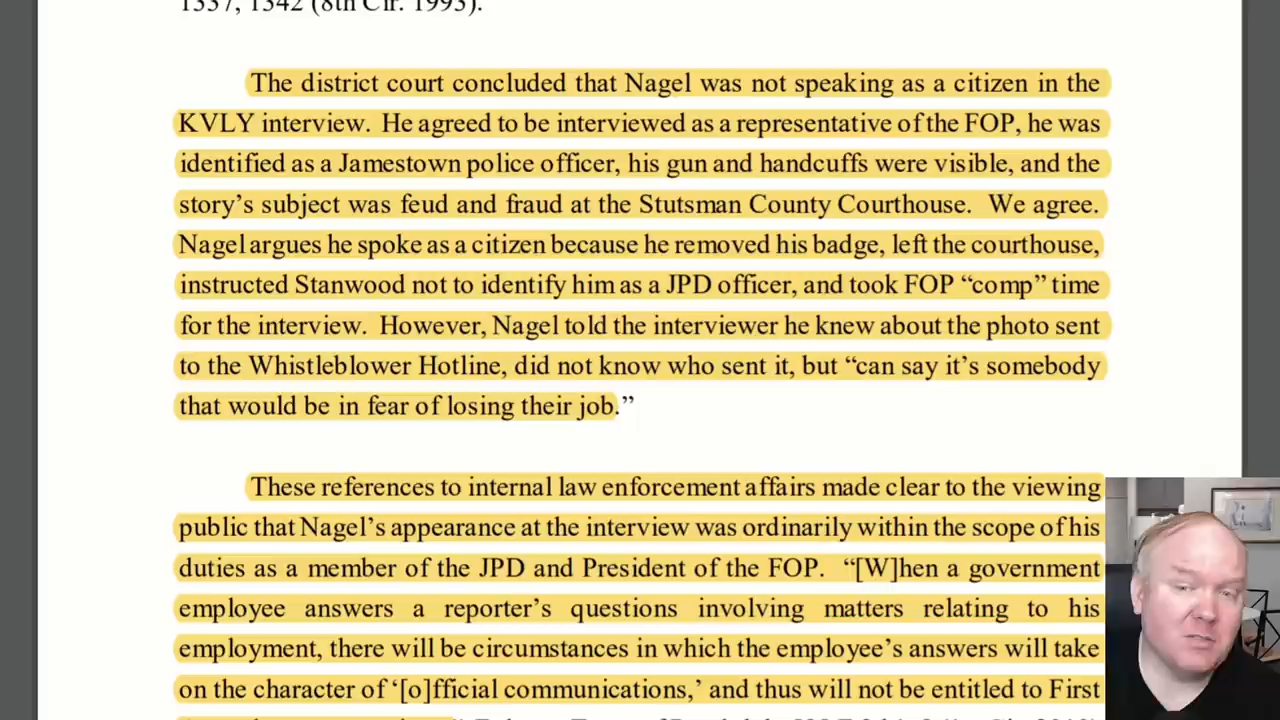 1337, 1342 (8th Cir. 1993).
The district court concluded that Nagel was not speaking as a citizen in the
KVLY interview. He agreed to be interviewed as a representative of the FOP, he was
identified as a Jamestown police officer, his gun and handcuffs were visible, and the
story’s subject was feud and fraud at the Stutsman County Courthouse. We agree.
Nagel argues he spoke as a citizen because he removed his badge, left the courthouse,
instructed Stanwood not to identify him as a JPD officer, and took FOP “comp” time
for the interview. However, Nagel told the interviewer he knew about the photo sent
to the Whistleblower Hotline, did not know who sent it, but “can say it’s somebody
that would be in fear of losing their job.”
These references to internal law enforcement affairs made clear to the viewing
public that Nagel’s appearance at the interview was ordinarily within the scope of his
duties as a member of the JPD and President of the FOP. “[W]hen a government
employee answers a reporter’s questions involving matters relating to his
employment, there will be circumstances in which the employee’s answers will take
on the character of ‘[o]fficial communications,’ and thus will not be entitled to First